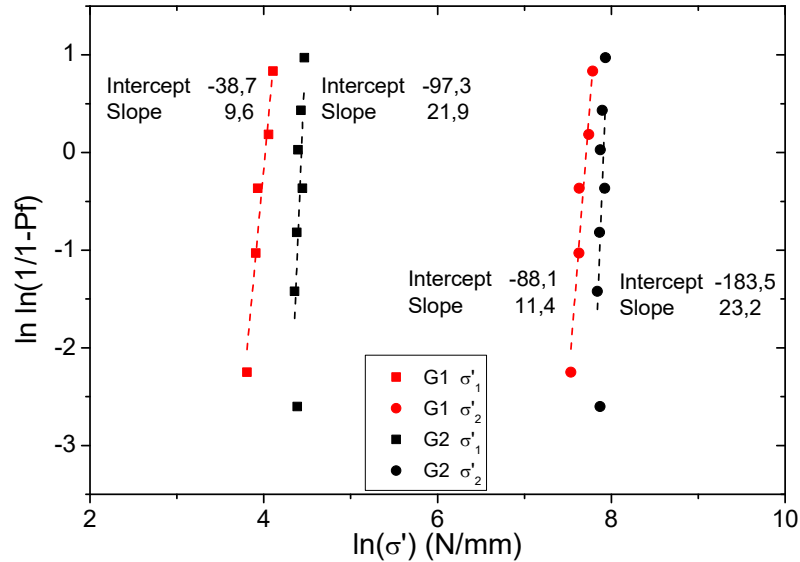 ln ln(1/1-Pf)
1
0
-1
-2
-3
Intercept -38,7
Slope 9,6
Intercept -97,3
Slope 21,9
Intercept -88,1
Slope 11,4
Intercept -183,5
Slope 23,2
G1 σ'₁
G1 σ'₂
G2 σ'₁
G2 σ'₂
2 4 6 8 10
ln(σ') (N/mm)